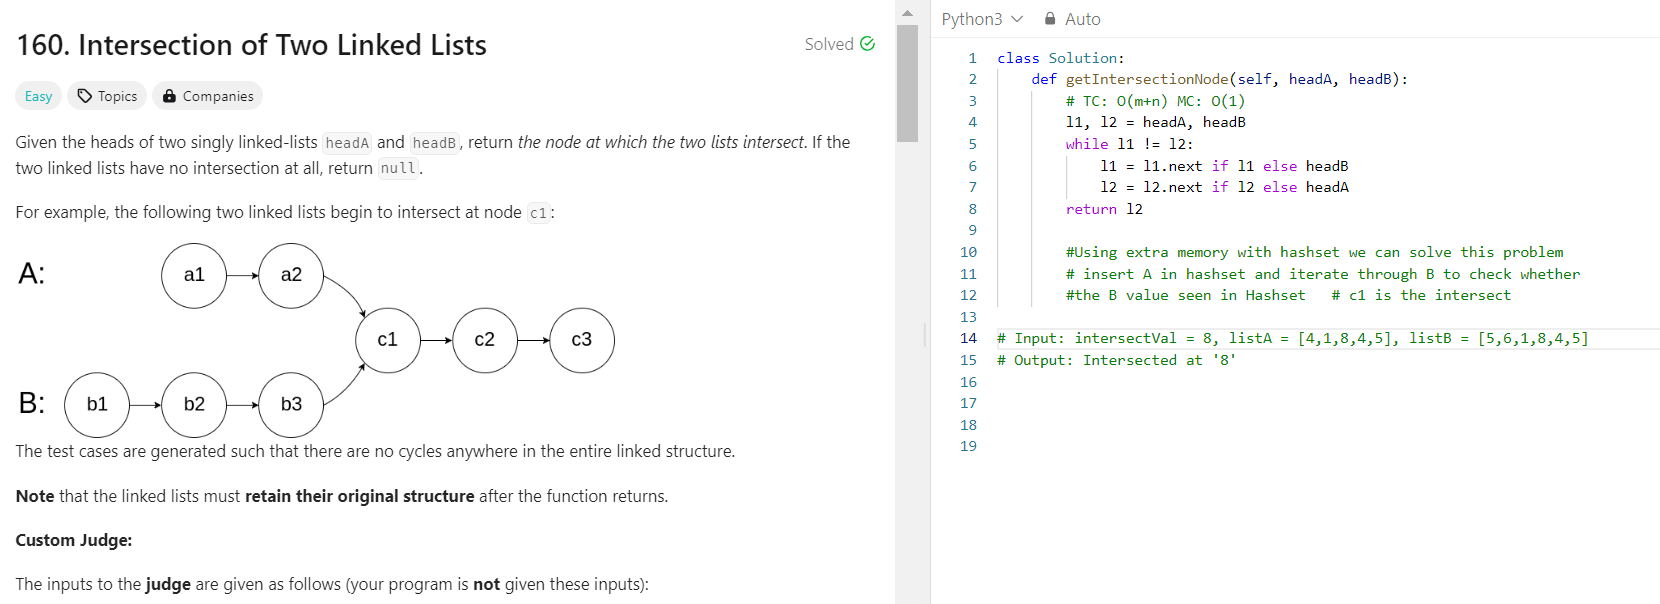 160. Intersection of Two Linked Lists
Solved
Easy
Topics
Companies
Given the heads of two singly linked-lists headA and headB, return the node at which the two lists intersect. If the
two linked lists have no intersection at all, return null.
For example, the following two linked lists begin to intersect at node c1:
A:
a1
a2
c1
c2
c3
B:
b1
b2
b3
The test cases are generated such that there are no cycles anywhere in the entire linked structure.
Note that the linked lists must retain their original structure after the function returns.
Custom Judge:
The inputs to the judge are given as follows (your program is not given these inputs):
Python3
Auto
1 class Solution:
2     def getIntersectionNode(self, headA, headB):
3         # TC: O(m+n) MC: O(1)
4         l1, l2 = headA, headB
5         while l1 != l2:
6             l1 = l1.next if l1 else headB
7             l2 = l2.next if l2 else headA
8         return l2
9
10         #Using extra memory with hashset we can solve this problem
11         # insert A in hashset and iterate through B to check whether
12         #the B value seen in Hashset   # c1 is the intersect
13
14 # Input: intersectVal = 8, listA = [4,1,8,4,5], listB = [5,6,1,8,4,5]
15 # Output: Intersected at '8'
16
17
18
19